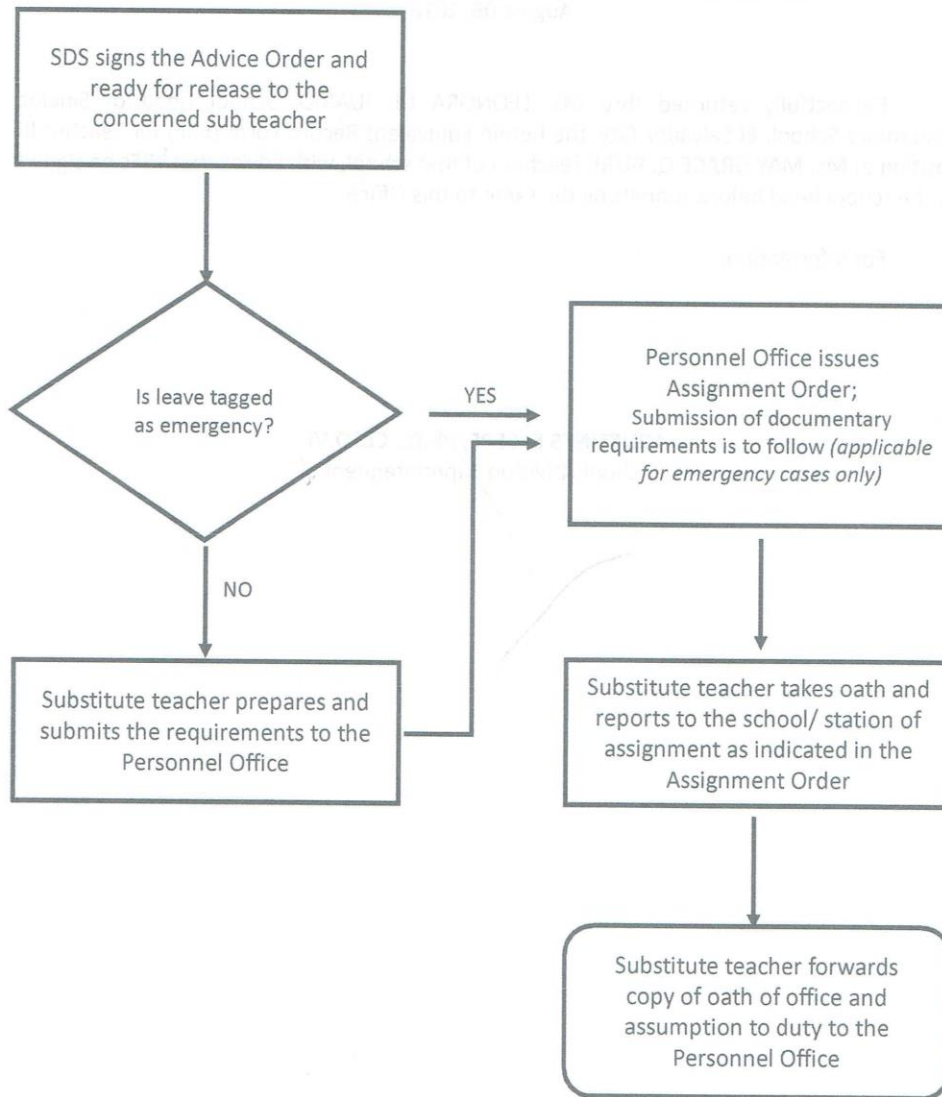 SDS signs the Advice Order and
ready for release to the
concerned sub teacher
Is leave tagged
as emergency?
YES
NO
Substitute teacher prepares and
submits the requirements to the
Personnel Office
Personnel Office issues
Assignment Order;
Submission of documentary
requirements is to follow (applicable
for emergency cases only)
Substitute teacher takes oath and
reports to the school/ station of
assignment as indicated in the
Assignment Order
Substitute teacher forwards
copy of oath of office and
assumption to duty to the
Personnel Office